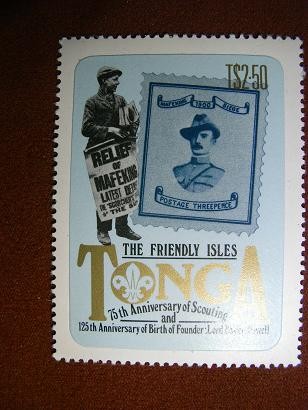 T$2·50
MAFEKING 1900 SIEGE
POSTAGE THREEPENCE
RELIEF
OF
MAFEKING
LATEST
& THE
THE FRIENDLY ISLES
TONGA
75th Anniversary of Scouting
and
125th Anniversary of Birth of Founder: Lord Baden Powell